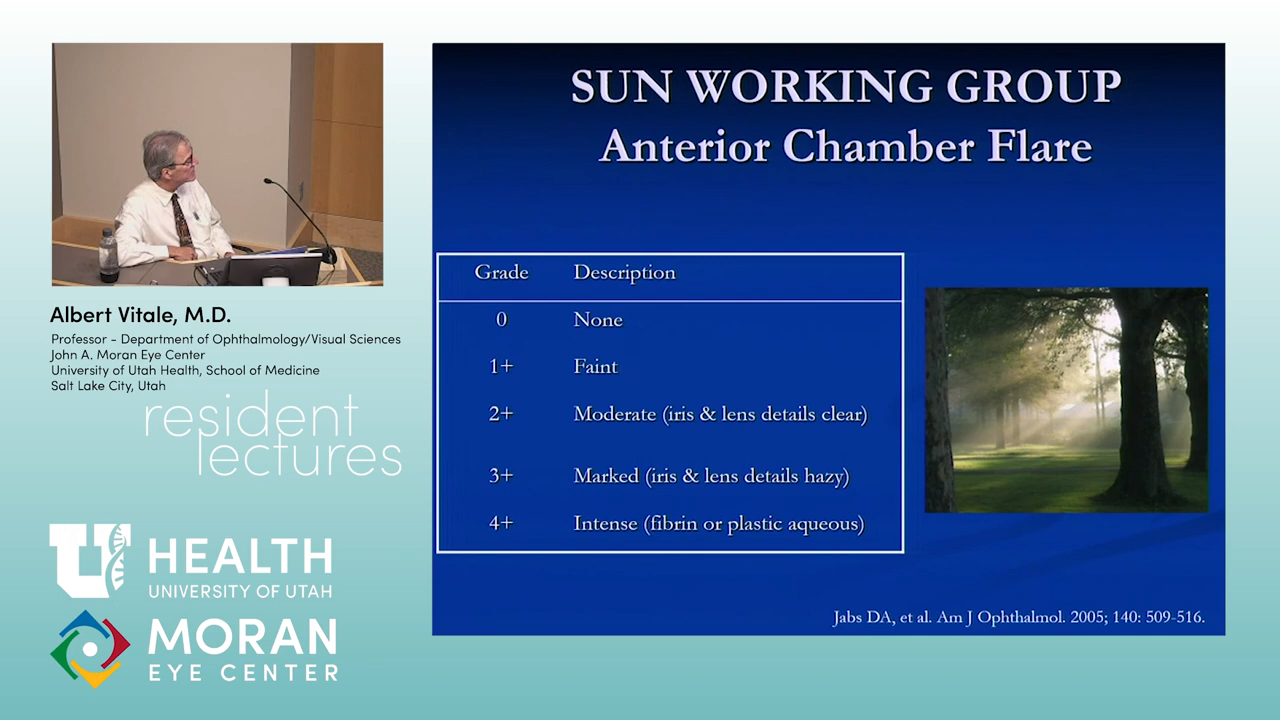 SUN WORKING GROUP
Anterior Chamber Flare
Grade Description
0 None
1+ Faint
2+ Moderate (iris & lens details clear)
3+ Marked (iris & lens details hazy)
4+ Intense (fibrin or plastic aqueous)
Jabs DA, et al. Am J Ophthalmol. 2005; 140: 509-516.
Albert Vitale, M.D.
Professor - Department of Ophthalmology/Visual Sciences
John A. Moran Eye Center
University of Utah Health, School of Medicine
Salt Lake City, Utah
resident
lectures
U HEALTH
UNIVERSITY OF UTAH
MORAN
EYE CENTER